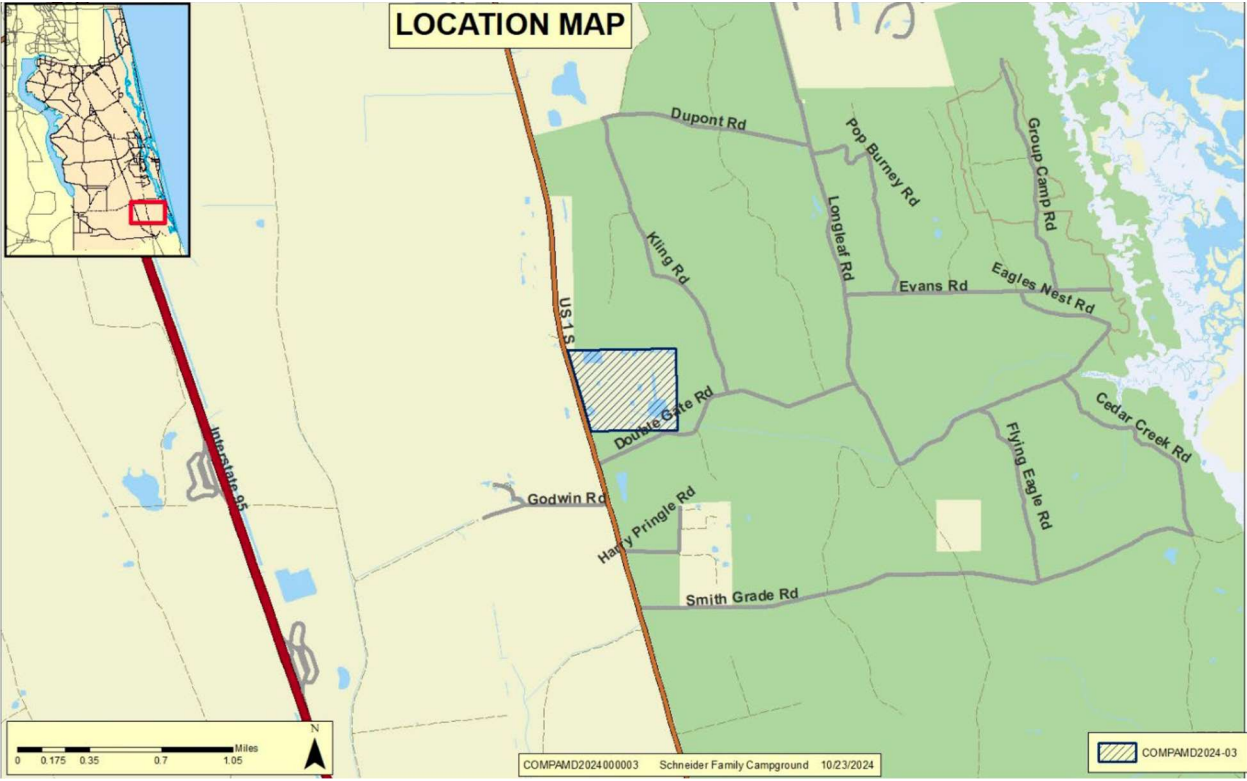 LOCATION MAP
Dupont Rd
Pop Burney Rd
Group Camp Rd
Kling Rd
Longleaf Rd
Evans Rd
Eagles Nest Rd
US 1 S
Double Gate Rd
Cedar Creek Rd
Flying Eagle Rd
Interstate 95
Godwin Rd
Harry Pringle Rd
Smith Grade Rd
Miles
0 0.175 0.35 0.7 1.05
N
COMPAMD2024000003 Schneider Family Campground 10/23/2024
COMPAMD2024-03